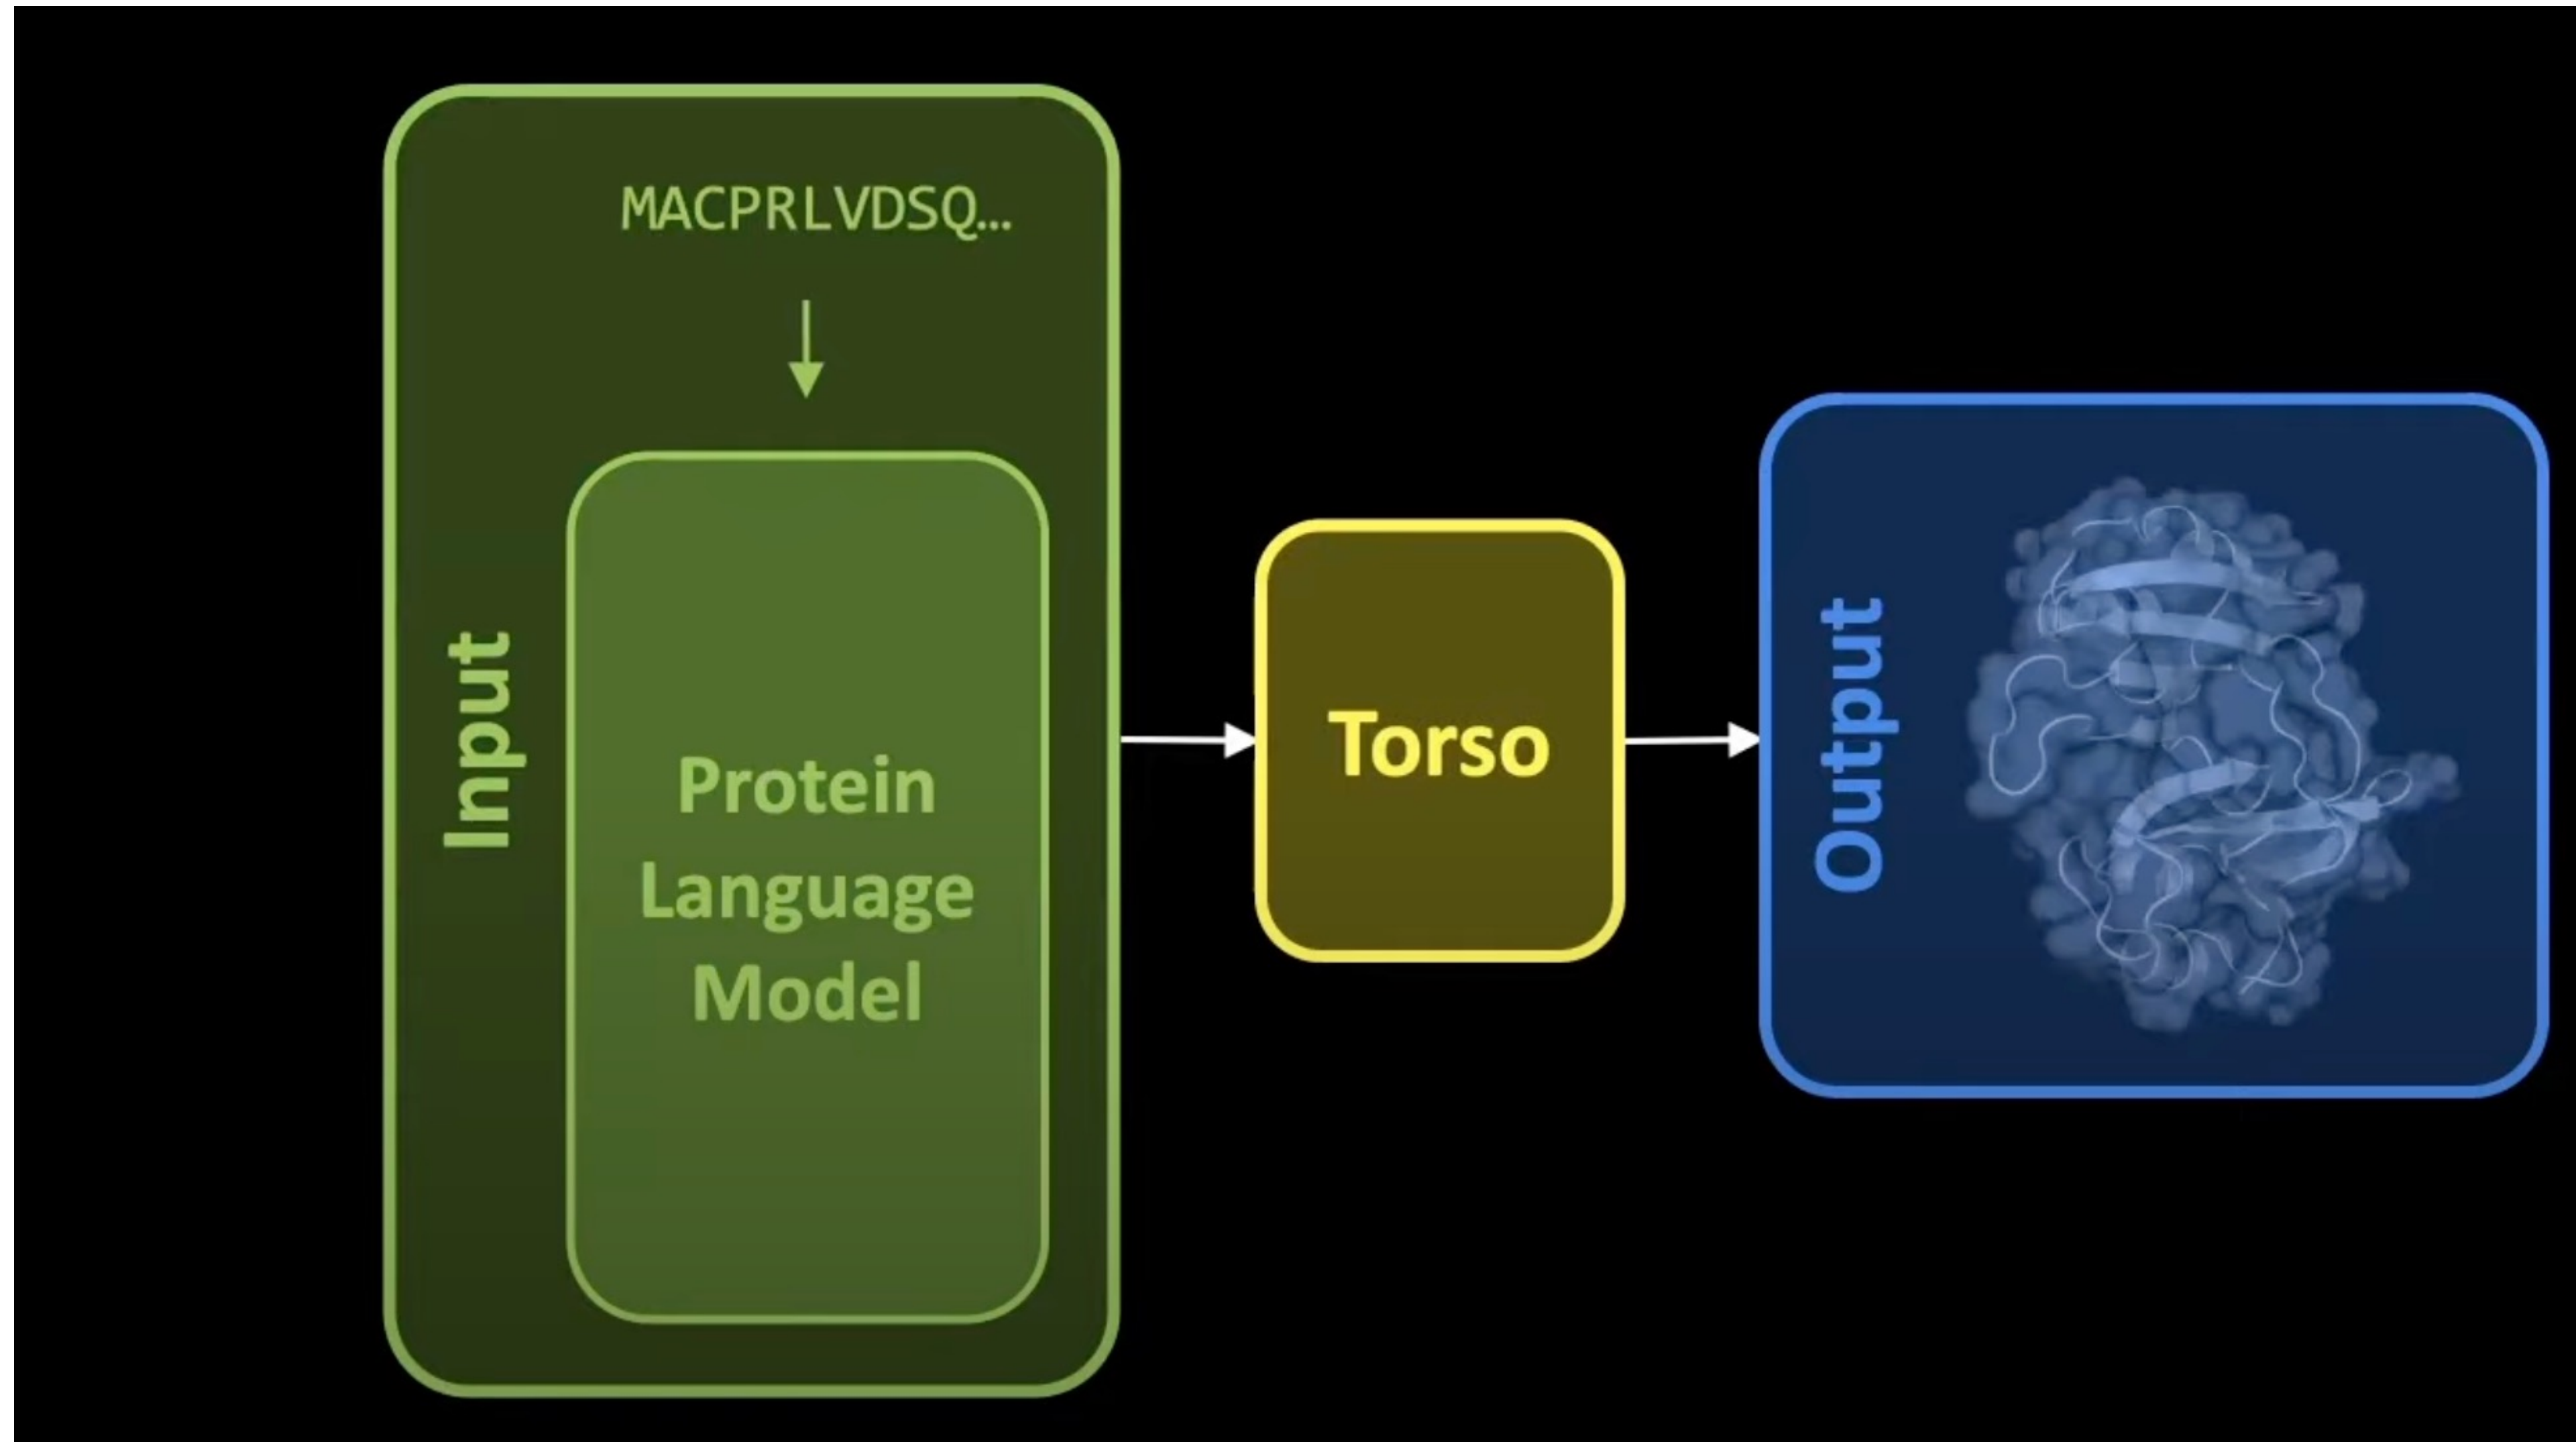 MACPRLVDSQ…
Input
Protein
Language
Model
Torso
Output